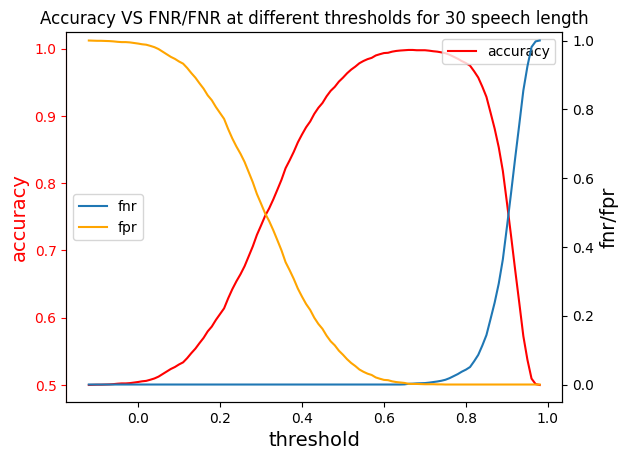 Accuracy VS FNR/FNR at different thresholds for 30 speech length
accuracy
1.0
0.9
0.8
0.7
0.6
0.5
accuracy
fnr
fpr
1.0
0.8
0.6
0.4
0.2
0.0
fnr/fpr
0.0
0.2
0.4
0.6
0.8
1.0
threshold